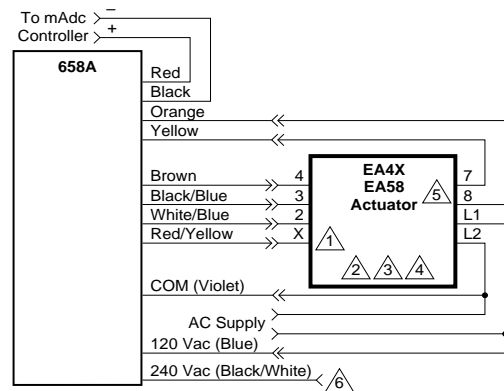 To mAdc –
Controller +
658A
Red
Black
Orange
Yellow
Brown 4
Black/Blue 3
White/Blue 2
Red/Yellow X
EA4X
EA58
Actuator
7
8
L1
L2
5
1
2 3 4
COM (Violet)
AC Supply
120 Vac (Blue)
240 Vac (Black/White)
6